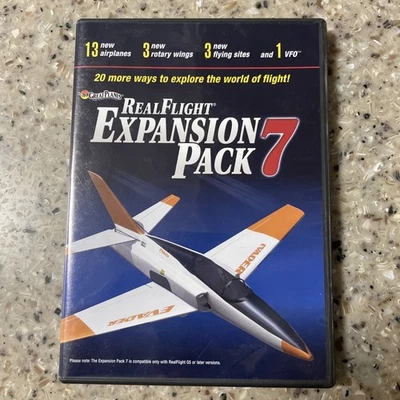 13 new airplanes 3 new rotary wings 3 new flying sites and 1 VFO™
20 more ways to explore the world of flight!
GREAT PLANES
REALFLIGHT®
EXPANSION
PACK 7
EVADER
EVADER
Please note: The Expansion Pack 7 is compatible only with RealFlight G5 or later versions.